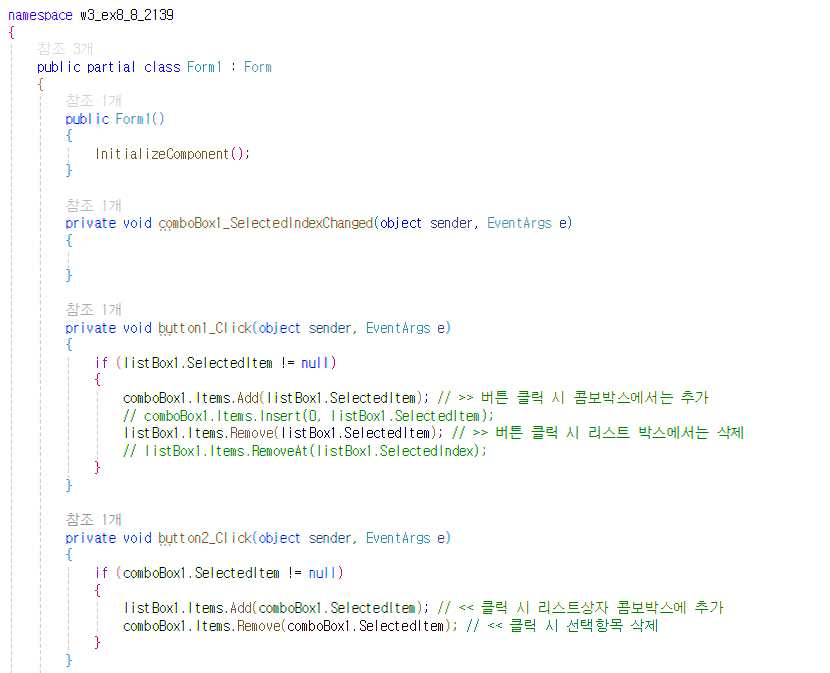 namespace w3_ex8_8_2139
{
참조 3개
public partial class Form1 : Form
{
참조 1개
public Form1()
{
InitializeComponent();
}
참조 1개
private void comboBox1_SelectedIndexChanged(object sender, EventArgs e)
{
}
참조 1개
private void button1_Click(object sender, EventArgs e)
{
if (listBox1.SelectedItem != null)
{
comboBox1.Items.Add(listBox1.SelectedItem); // >> 버튼 클릭 시 콤보박스에서는 추가
// comboBox1.Items.Insert(0, listBox1.SelectedItem);
listBox1.Items.Remove(listBox1.SelectedItem); // >> 버튼 클릭 시 리스트 박스에서는 삭제
// listBox1.Items.RemoveAt(listBox1.SelectedIndex);
}
}
참조 1개
private void button2_Click(object sender, EventArgs e)
{
if (comboBox1.SelectedItem != null)
{
listBox1.Items.Add(comboBox1.SelectedItem); // << 클릭 시 리스트상자 콤보박스에 추가
comboBox1.Items.Remove(comboBox1.SelectedItem); // << 클릭 시 선택항목 삭제
}
}